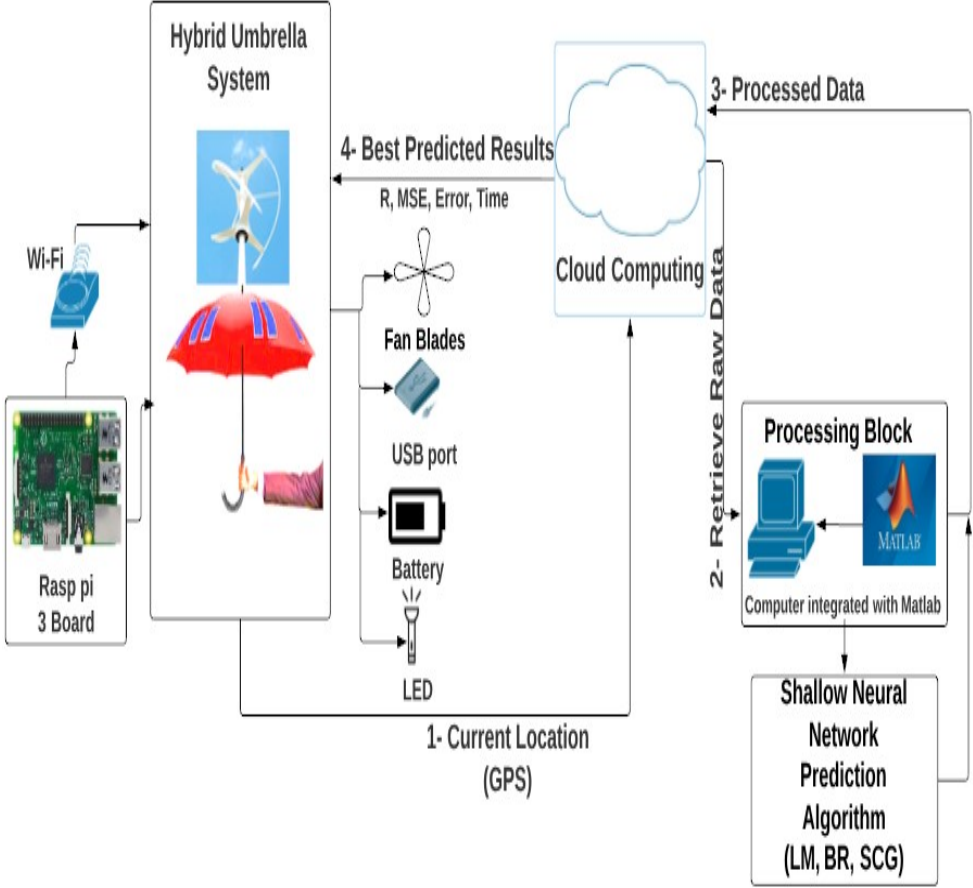 Hybrid Umbrella
System
3- Processed Data
4- Best Predicted Results
R, MSE, Error, Time
Wi-Fi
Cloud Computing
Fan Blades
USB port
2- Retrieve Raw Data
Processing Block
MATLAB
Computer integrated with Matlab
Rasp pi
3 Board
Battery
LED
1- Current Location
(GPS)
Shallow Neural
Network
Prediction
Algorithm
(LM, BR, SCG)